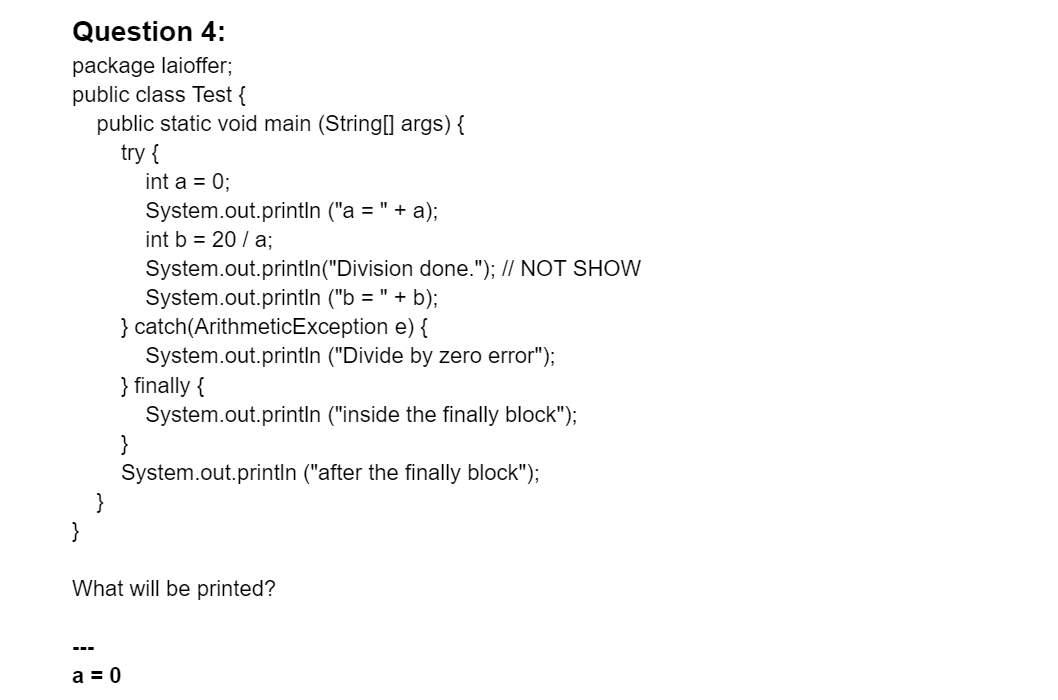 Question 4:
package laioffer;
public class Test {
public static void main (String[] args) {
try {
int a = 0;
System.out.println ("a = " + a);
int b = 20 / a;
System.out.println("Division done."); // NOT SHOW
System.out.println ("b = " + b);
} catch(ArithmeticException e) {
System.out.println ("Divide by zero error");
} finally {
System.out.println ("inside the finally block");
}
System.out.println ("after the finally block");
}
}
What will be printed?
---
a = 0